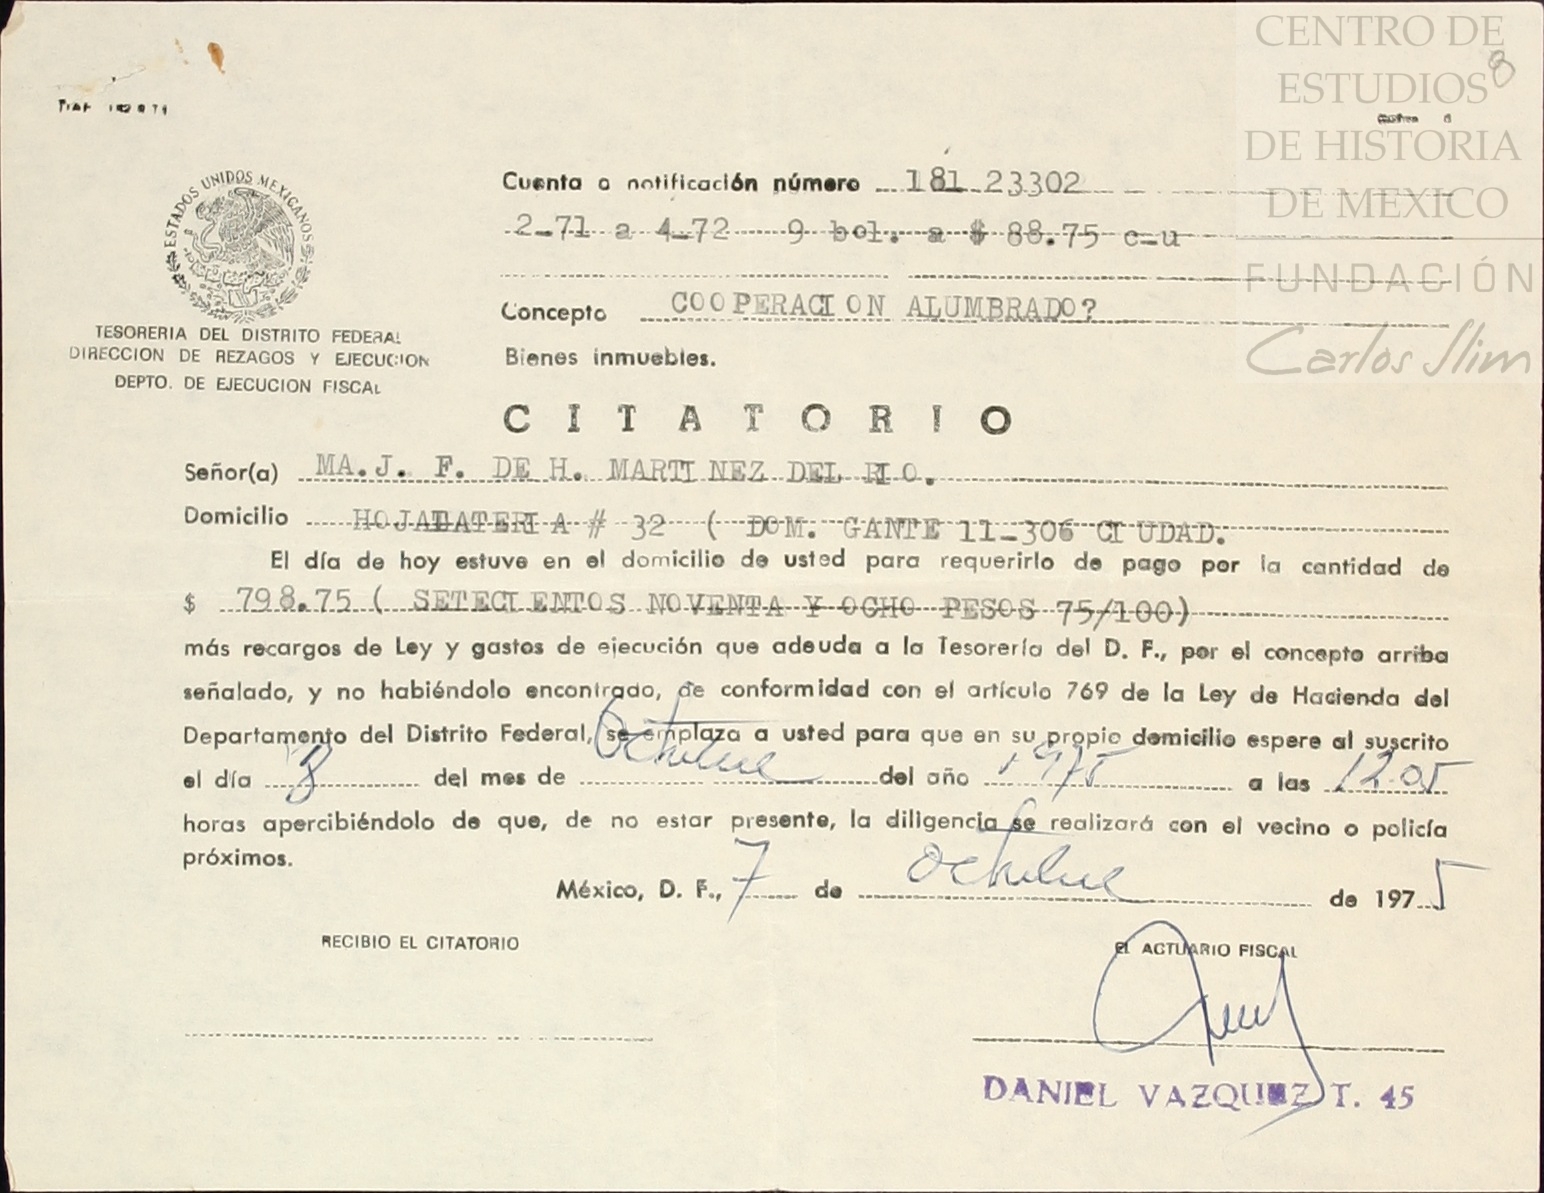 CENTRO DE
ESTUDIOS
DE HISTORIA
DE MEXICO
FUNDACIÓN
Carlos Slim
8
ESTADOS UNIDOS MEXICANOS
TESORERIA DEL DISTRITO FEDERAL
DIRECCION DE REZAGOS Y EJECUCION
DEPTO. DE EJECUCION FISCAL
Cuenta o notificación número 181 23302
2-71 a 4-72 9 bol. a $ 88.75 c-u
Concepto COOPERACION ALUMBRADO?
Bienes inmuebles.
CITATORIO
Señor(a) MA. J. F. DE H. MARTINEZ DEL RIO.
Domicilio HOJALATERIA # 32 ( DOM. GANTE 11-306 CIUDAD.
El día de hoy estuve en el domicilio de usted para requerirlo de pago por la cantidad de
$ 798.75 ( SETECIENTOS NOVENTA Y OCHO PESOS 75/100)
más recargos de Ley y gastos de ejecución que adeuda a la Tesorería del D. F., por el concepto arriba
señalado, y no habiéndolo encontrado, de conformidad con el artículo 769 de la Ley de Hacienda del
Departamento del Distrito Federal, se emplaza a usted para que en su propio domicilio espere al suscrito
el día 8 del mes de Octubre del año 1975 a las 12.05
horas apercibiéndolo de que, de no estar presente, la diligencia se realizará con el vecino o policía
próximos.
México, D. F., 7 de octubre de 1975
RECIBIO EL CITATORIO
El ACTUARIO FISCAL
DANIEL VAZQUEZ T. 45